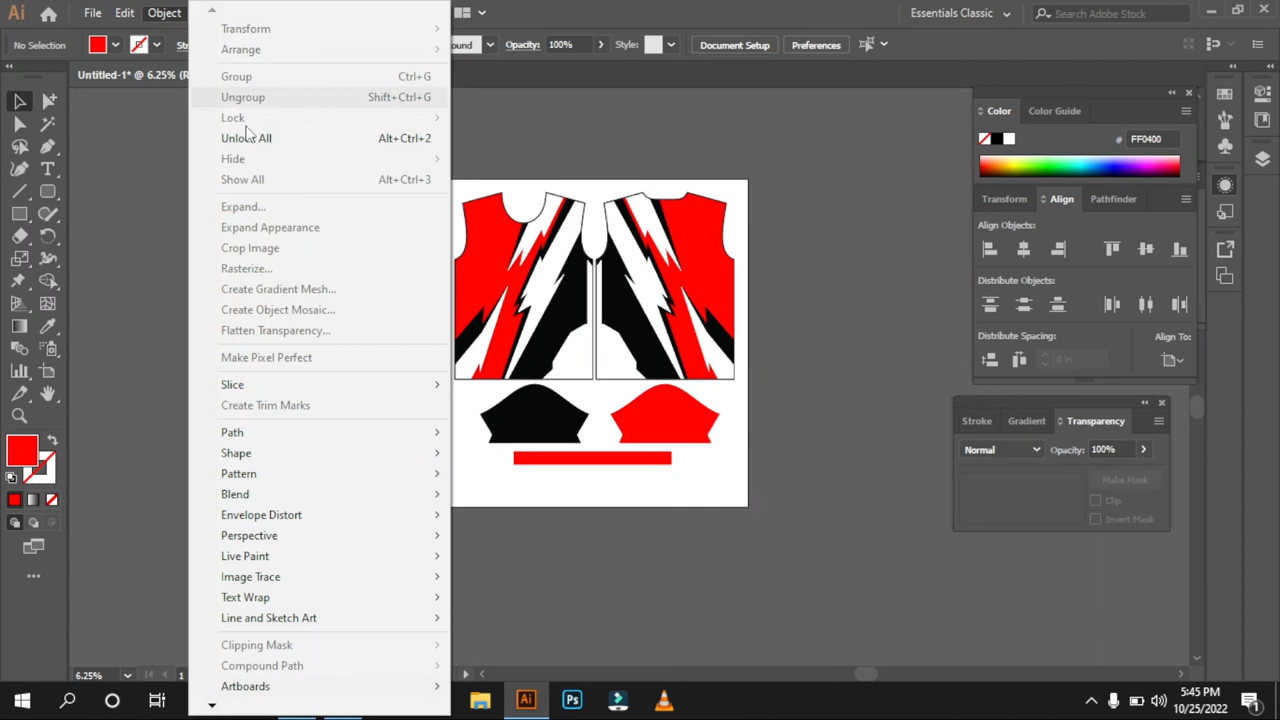 Ai File Edit Object
Essentials Classic Search Adobe Stock
No Selection
Opacity: 100% Style: Document Setup Preferences
Untitled-1* @ 6.25%
Transform
Arrange
Group Ctrl+G
Ungroup Shift+Ctrl+G
Lock
Unlock All Alt+Ctrl+2
Hide
Show All Alt+Ctrl+3
Expand...
Expand Appearance
Crop Image
Rasterize...
Create Gradient Mesh...
Create Object Mosaic...
Flatten Transparency...
Make Pixel Perfect
Slice
Create Trim Marks
Path
Shape
Pattern
Blend
Envelope Distort
Perspective
Live Paint
Image Trace
Text Wrap
Line and Sketch Art
Clipping Mask
Compound Path
Artboards
Color Color Guide
# FF0400
Transform Align Pathfinder
Align Objects:
Distribute Objects:
Distribute Spacing: Align To:
0 in
Stroke Gradient Transparency
Normal Opacity: 100%
Make Mask
Clip
Invert Mask
6.25% 1
Ai Ps
5:45 PM
10/25/2022
1